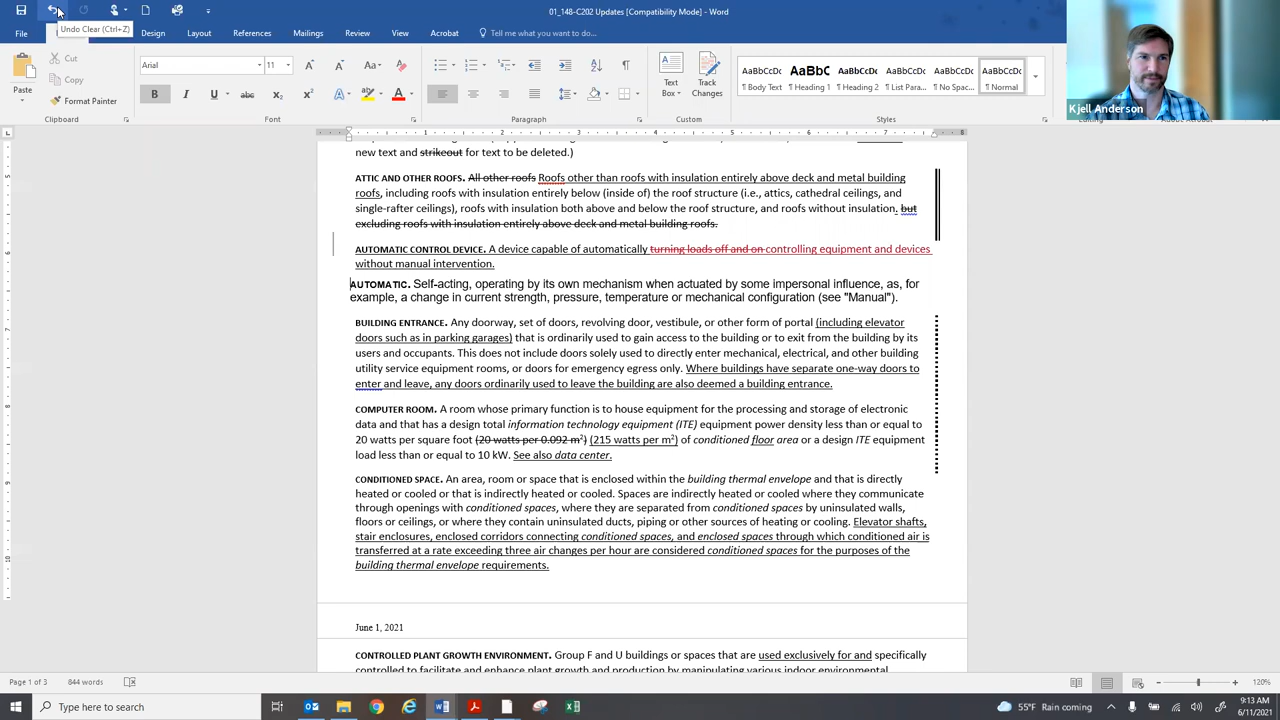 01_148-C202 Updates [Compatibility Mode] - Word
Undo Clear (Ctrl+Z)
File
Design
Layout
References
Mailings
Review
View
Acrobat
Tell me what you want to do...
Paste
Cut
Copy
Format Painter
Arial
11
Text Box
Track Changes
AaBbCcDc
¶ Body Text
AaBbC
¶ Heading 1
AaBbCcDc
¶ Heading 2
AaBbCcDc
¶ List Para...
AaBbCcDc
¶ No Spac...
AaBbCcDc
¶ Normal
Clipboard
Font
Paragraph
Custom
Styles
Kjell Anderson
new text and strikeout for text to be deleted.)
ATTIC AND OTHER ROOFS. All other roofs Roofs other than roofs with insulation entirely above deck and metal building
roofs, including roofs with insulation entirely below (inside of) the roof structure (i.e., attics, cathedral ceilings, and
single-rafter ceilings), roofs with insulation both above and below the roof structure, and roofs without insulation. but
excluding roofs with insulation entirely above deck and metal building roofs.
AUTOMATIC CONTROL DEVICE. A device capable of automatically turning loads off and on controlling equipment and devices
without manual intervention.
AUTOMATIC. Self-acting, operating by its own mechanism when actuated by some impersonal influence, as, for
example, a change in current strength, pressure, temperature or mechanical configuration (see "Manual").
BUILDING ENTRANCE. Any doorway, set of doors, revolving door, vestibule, or other form of portal (including elevator
doors such as in parking garages) that is ordinarily used to gain access to the building or to exit from the building by its
users and occupants. This does not include doors solely used to directly enter mechanical, electrical, and other building
utility service equipment rooms, or doors for emergency egress only. Where buildings have separate one-way doors to
enter and leave, any doors ordinarily used to leave the building are also deemed a building entrance.
COMPUTER ROOM. A room whose primary function is to house equipment for the processing and storage of electronic
data and that has a design total information technology equipment (ITE) equipment power density less than or equal to
20 watts per square foot (20 watts per 0.092 m²) (215 watts per m²) of conditioned floor area or a design ITE equipment
load less than or equal to 10 kW. See also data center.
CONDITIONED SPACE. An area, room or space that is enclosed within the building thermal envelope and that is directly
heated or cooled or that is indirectly heated or cooled. Spaces are indirectly heated or cooled where they communicate
through openings with conditioned spaces, where they are separated from conditioned spaces by uninsulated walls,
floors or ceilings, or where they contain uninsulated ducts, piping or other sources of heating or cooling. Elevator shafts,
stair enclosures, enclosed corridors connecting conditioned spaces, and enclosed spaces through which conditioned air is
transferred at a rate exceeding three air changes per hour are considered conditioned spaces for the purposes of the
building thermal envelope requirements.
June 1, 2021
CONTROLLED PLANT GROWTH ENVIRONMENT. Group F and U buildings or spaces that are used exclusively for and specifically
controlled to facilitate and enhance plant growth and production by manipulating various indoor environmental
Page 1 of 3
844 words
120%
Type here to search
55°F Raining now
9:13 AM
6/11/2021